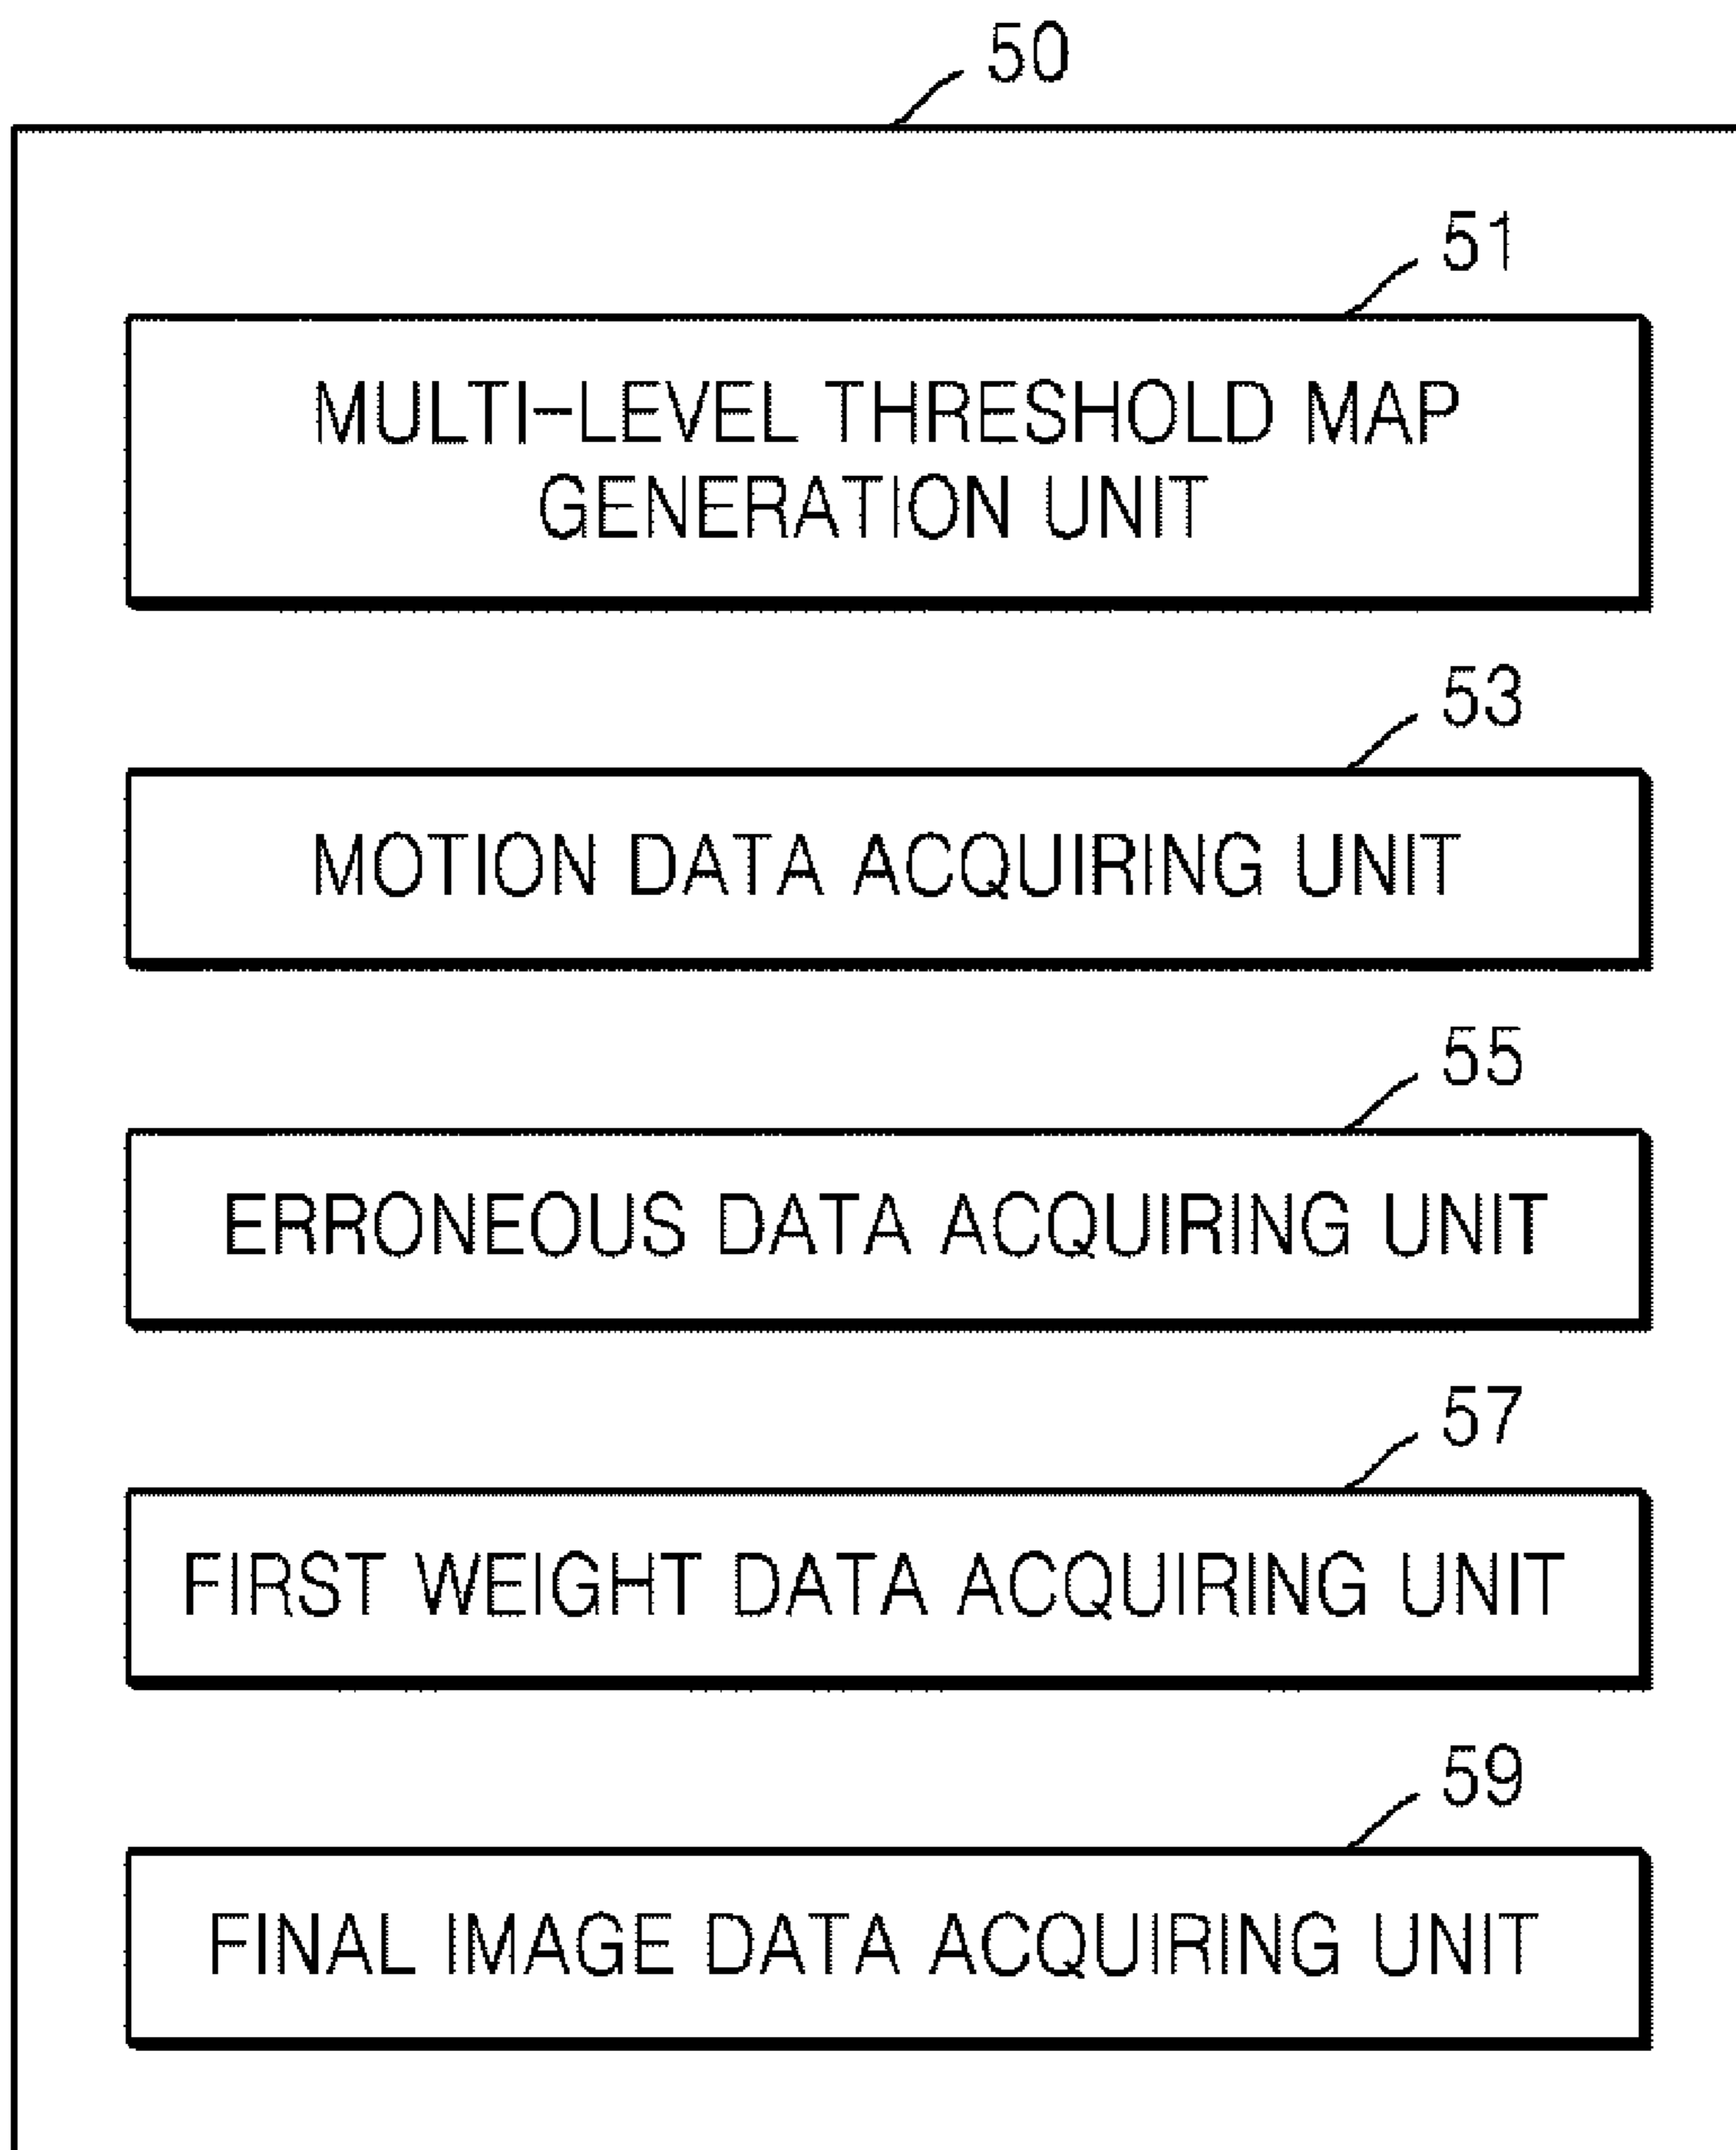 50
51
MULTI-LEVEL THRESHOLD MAP
GENERATION UNIT
53
MOTION DATA ACQUIRING UNIT
55
ERRONEOUS DATA ACQUIRING UNIT
57
FIRST WEIGHT DATA ACQUIRING UNIT
59
FINAL IMAGE DATA ACQUIRING UNIT